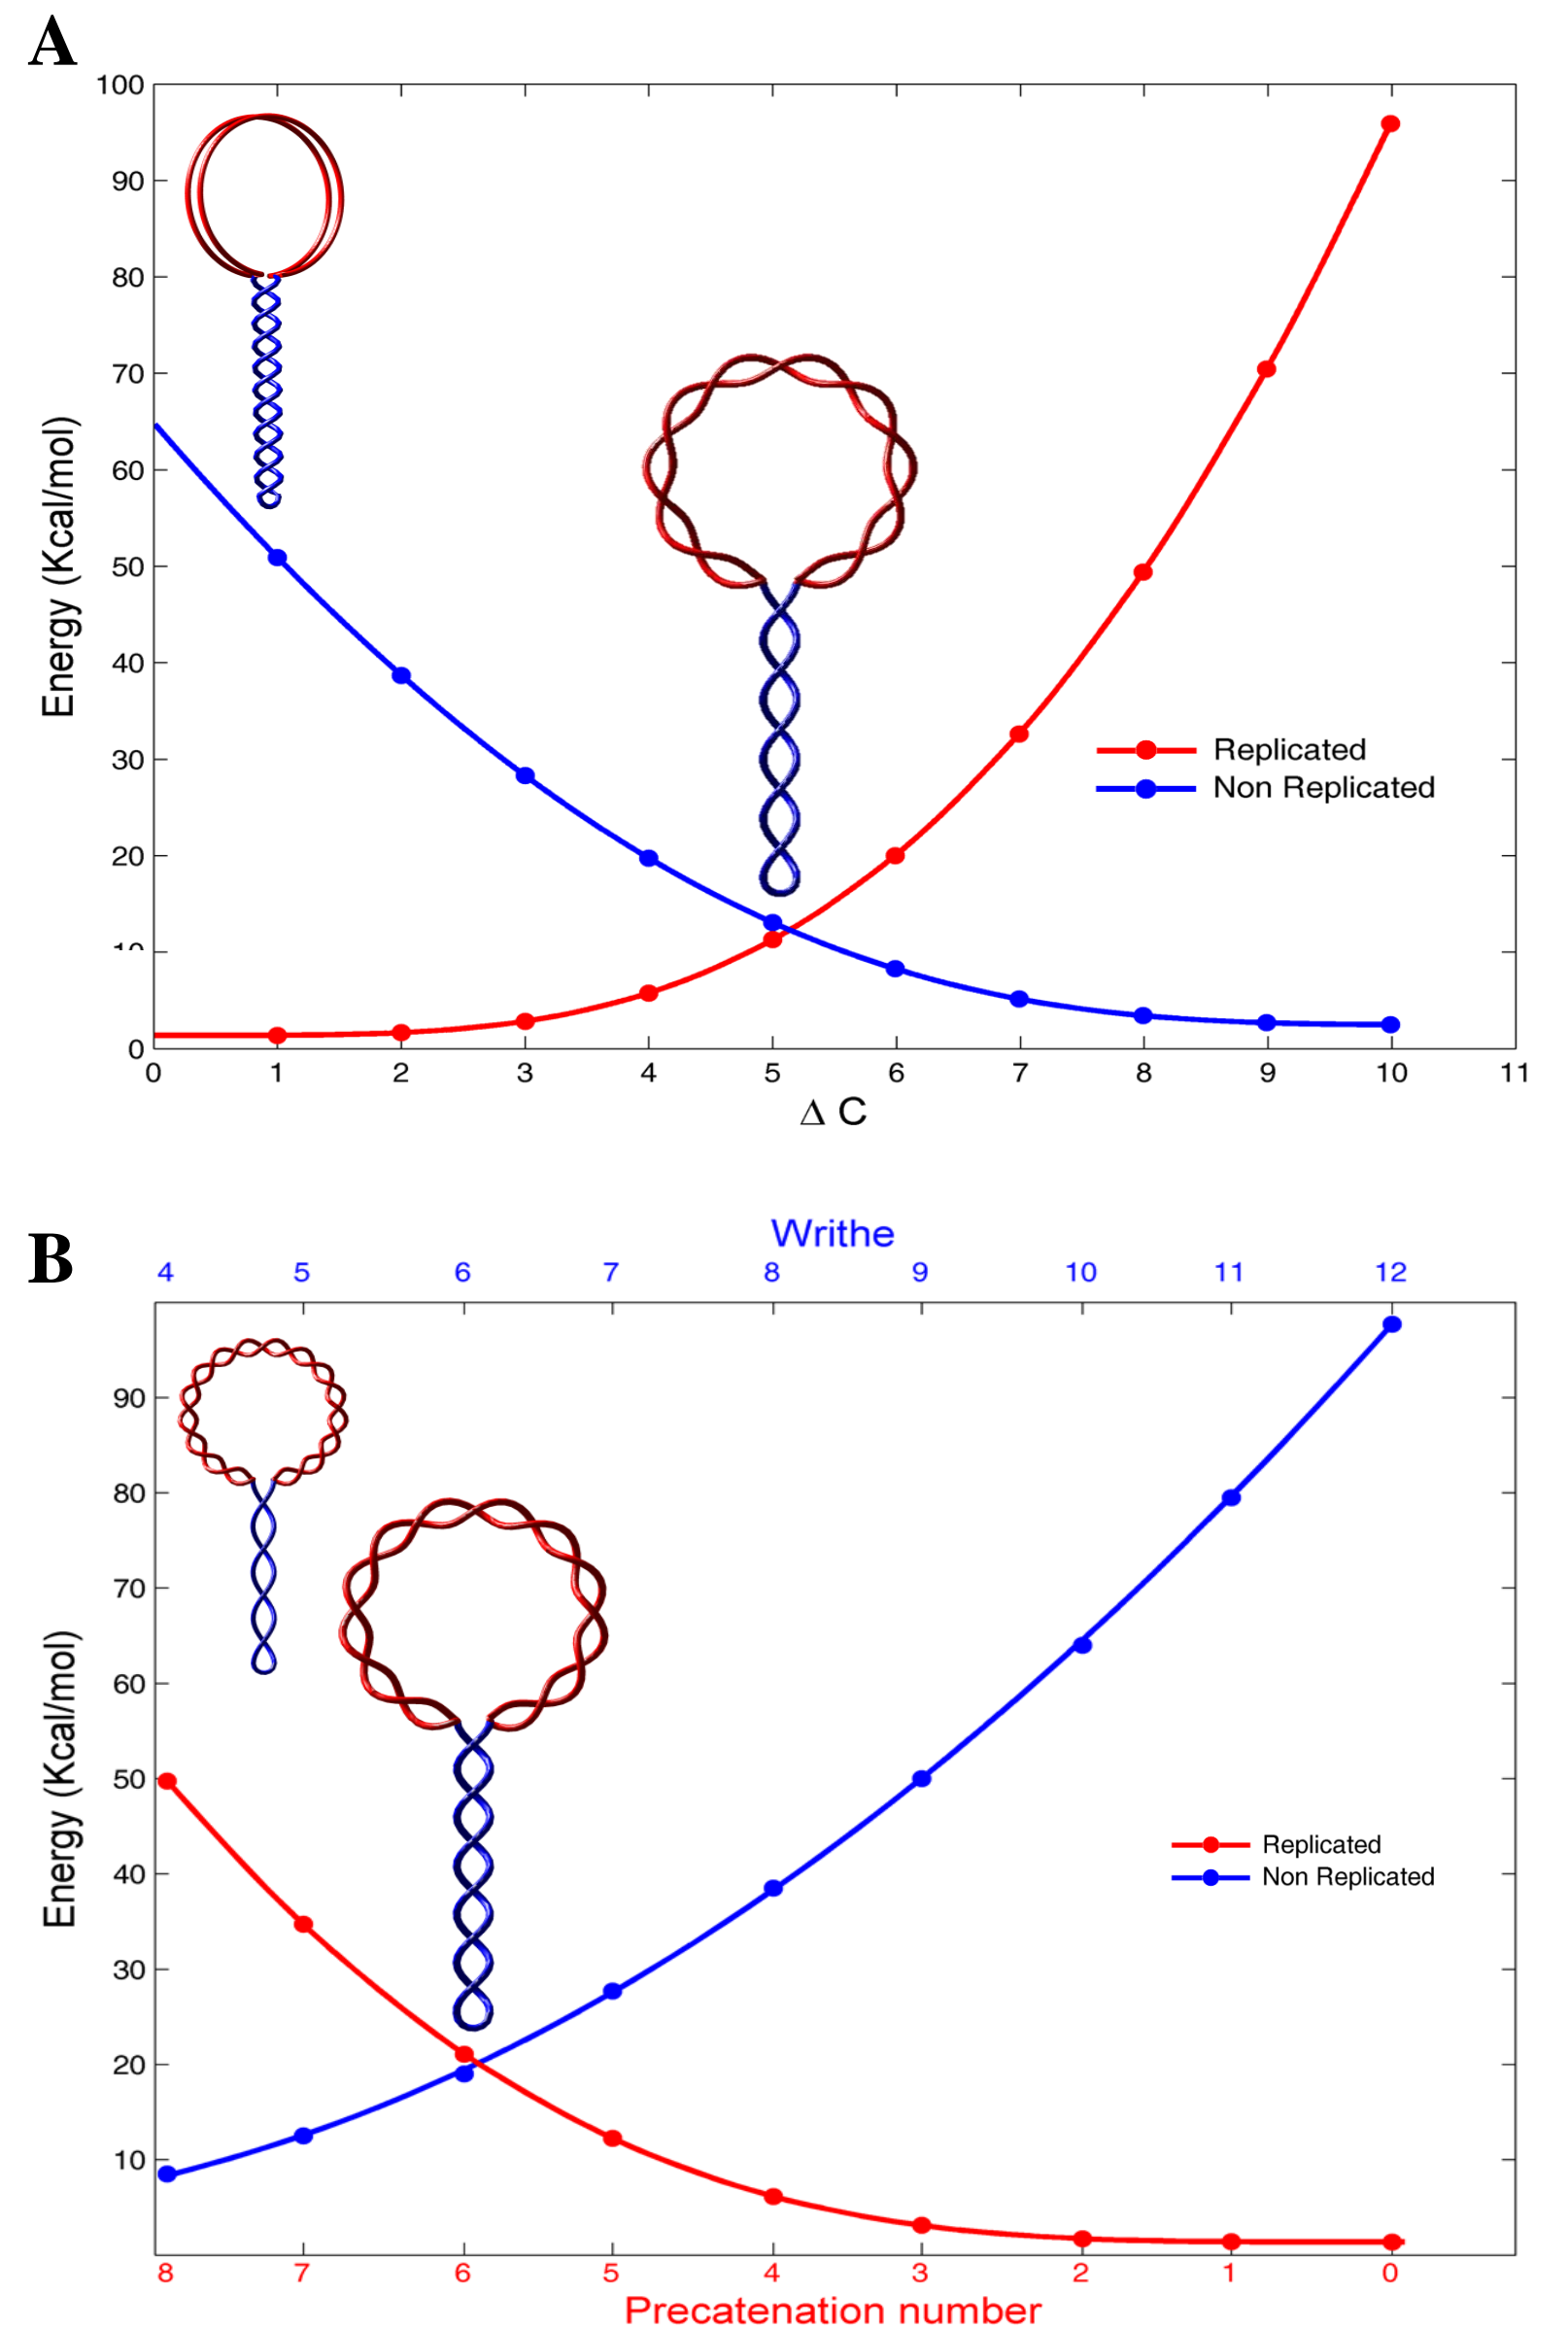 A
100
90
80
70
60
50
40
30
20
10
0
Energy (Kcal/mol)
Replicated
Non Replicated
0 1 2 3 4 5 6 7 8 9 10 11
Δ C
B
Writhe
4 5 6 7 8 9 10 11 12
90
80
70
60
50
40
30
20
10
Energy (Kcal/mol)
Replicated
Non Replicated
8 7 6 5 4 3 2 1 0
Precatenation number